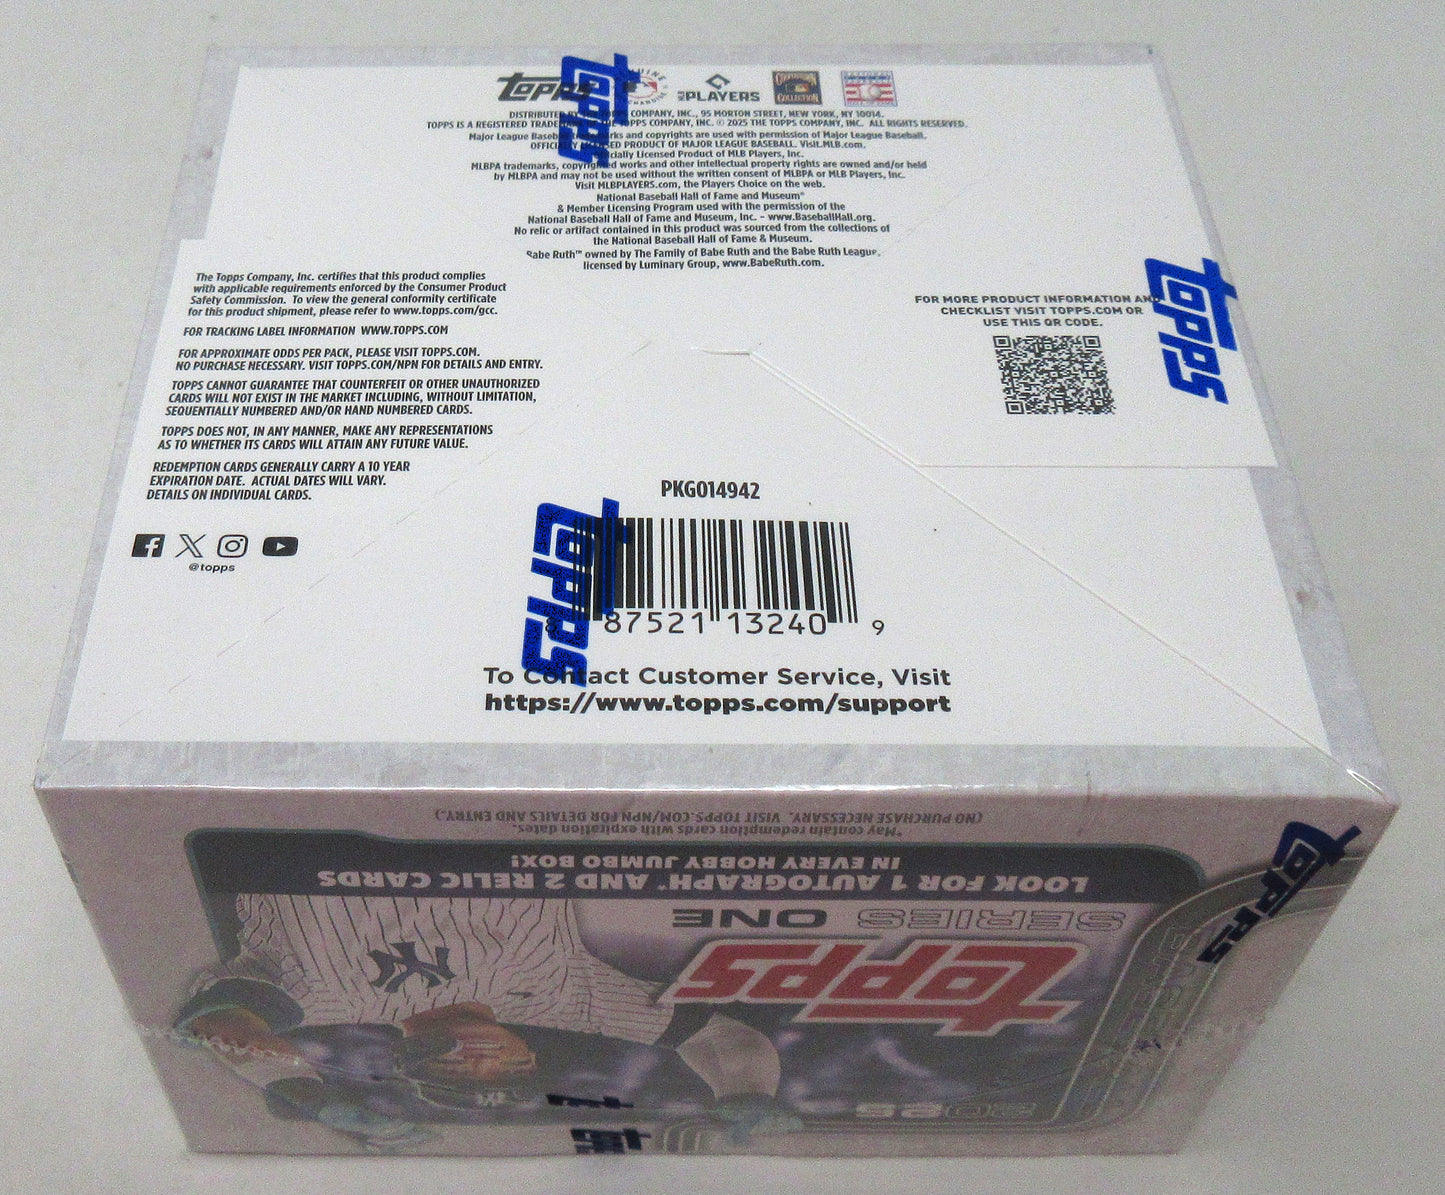 topps
MLB PLAYERS
COOPERSTOWN COLLECTION
DISTRIBUTED BY THE TOPPS COMPANY, INC., 95 MORTON STREET, NEW YORK, NY 10014.
TOPPS IS A REGISTERED TRADEMARK OF THE TOPPS COMPANY, INC. © 2025 THE TOPPS COMPANY, INC. ALL RIGHTS RESERVED.
Major League Baseball trademarks and copyrights are used with permission of Major League Baseball.
OFFICIALLY LICENSED PRODUCT OF MAJOR LEAGUE BASEBALL. Visit MLB.com.
Officially Licensed Product of MLB Players, Inc.
MLBPA trademarks, copyrighted works and other intellectual property rights are owned and/or held
by MLBPA and may not be used without the written consent of MLBPA or MLB Players, Inc.
Visit MLBPLAYERS.com, the Players Choice on the web.
National Baseball Hall of Fame and Museum®
& Member Licensing Program used with the permission of the
National Baseball Hall of Fame and Museum, Inc. – www.BaseballHall.org.
No relic or artifact contained in this product was sourced from the collections of
the National Baseball Hall of Fame & Museum.
Babe Ruth™ owned by The Family of Babe Ruth and the Babe Ruth League,
licensed by Luminary Group, www.BabeRuth.com.
The Topps Company, Inc. certifies that this product complies
with applicable requirements enforced by the Consumer Product
Safety Commission. To view the general conformity certificate
for this product shipment, please refer to www.topps.com/gcc.
FOR TRACKING LABEL INFORMATION WWW.TOPPS.COM
FOR APPROXIMATE ODDS PER PACK, PLEASE VISIT TOPPS.COM.
NO PURCHASE NECESSARY. VISIT TOPPS.COM/NPN FOR DETAILS AND ENTRY.
TOPPS CANNOT GUARANTEE THAT COUNTERFEIT OR OTHER UNAUTHORIZED
CARDS WILL NOT EXIST IN THE MARKET INCLUDING, WITHOUT LIMITATION,
SEQUENTIALLY NUMBERED AND/OR HAND NUMBERED CARDS.
TOPPS DOES NOT, IN ANY MANNER, MAKE ANY REPRESENTATIONS
AS TO WHETHER ITS CARDS WILL ATTAIN ANY FUTURE VALUE.
REDEMPTION CARDS GENERALLY CARRY A 10 YEAR
EXPIRATION DATE. ACTUAL DATES WILL VARY.
DETAILS ON INDIVIDUAL CARDS.
@topps
FOR MORE PRODUCT INFORMATION AND
CHECKLIST VISIT TOPPS.COM OR
USE THIS QR CODE.
PKG014942
8 87521 13240 9
To Contact Customer Service, Visit
https://www.topps.com/support
topps
topps
topps
topps
(NO PURCHASE NECESSARY. VISIT TOPPS.COM/NPN FOR DETAILS AND ENTRY.)
*May contain redemption cards with expiration dates.
LOOK FOR 1 AUTOGRAPH* AND 2 RELIC CARDS
IN EVERY HOBBY JUMBO BOX!
SERIES ONE
topps
NY
2025